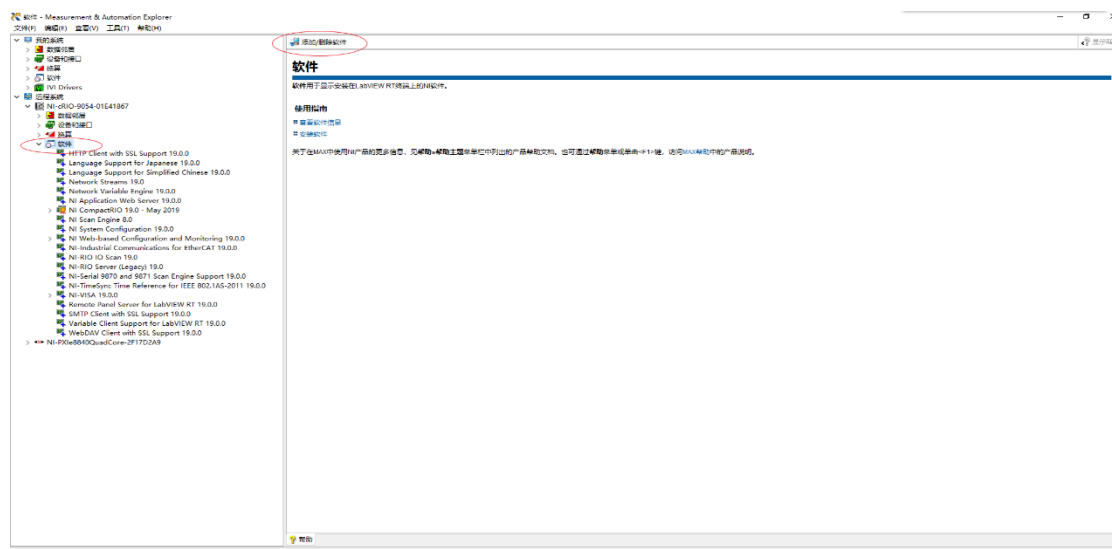 软件 - Measurement & Automation Explorer
文件(F) 编辑(E) 查看(V) 工具(T) 帮助(H)
我的系统
数据邻居
设备和接口
换算
软件
IVI Drivers
远程系统
NI-cRIO-9054-01E41867
数据邻居
设备和接口
换算
软件
HTTP Client with SSL Support 19.0.0
Language Support for Japanese 19.0.0
Language Support for Simplified Chinese 19.0.0
Network Streams 19.0
Network Variable Engine 19.0.0
NI Application Web Server 19.0.0
NI CompactRIO 19.0 - May 2019
NI Scan Engine 8.0
NI System Configuration 19.0.0
NI Web-based Configuration and Monitoring 19.0.0
NI-Industrial Communications for EtherCAT 19.0.0
NI-RIO IO Scan 19.0
NI-RIO Server (Legacy) 19.0
NI-Serial 9870 and 9871 Scan Engine Support 19.0.0
NI-TimeSync Time Reference for IEEE 802.1AS-2011 19.0.0
NI-VISA 19.0.0
Remote Panel Server for LabVIEW RT 19.0.0
SMTP Client with SSL Support 19.0.0
Variable Client Support for LabVIEW RT 19.0.0
WebDAV Client with SSL Support 19.0.0
NI-PXIe8840QuadCore-2F17D2A9
添加/删除软件
软件
软件用于显示安装在LabVIEW RT终端上的NI软件。
使用指南
查看软件信息
安装软件
关于在MAX中使用NI产品的更多信息，见帮助»帮助主题菜单栏中列出的产品帮助文档。也可通过帮助菜单或单击<F1>键，访问MAX帮助中的产品说明。
帮助